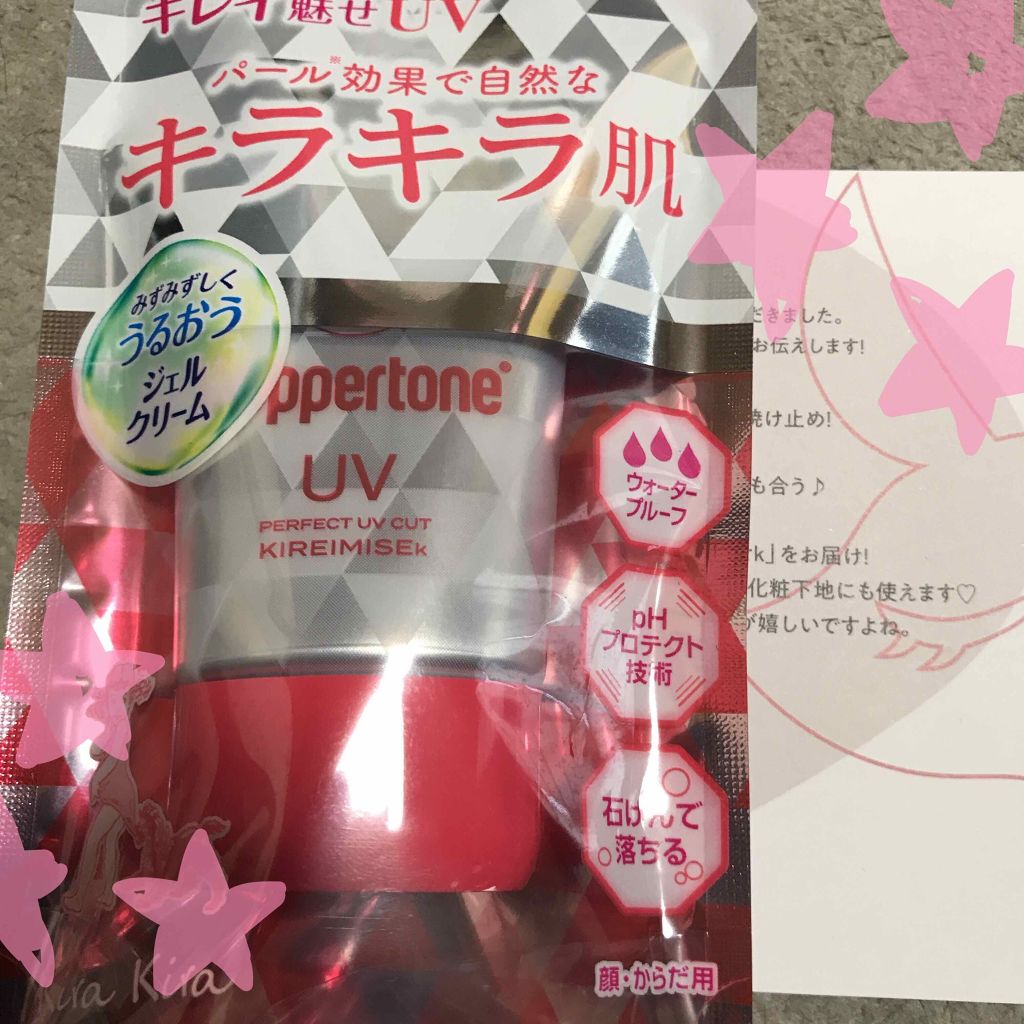 キレイ魅せUV
パール※効果で自然な
キラキラ肌
みずみずしく
うるおう
ジェル
クリーム
ppertone®
UV
PERFECT UV CUT
KIREIMISEk
ウォーター
プルーフ
pH
プロテクト
技術
石けんで
落ちる
顔・からだ用
Kira Kira
だきました。
お伝えします!
焼け止め!
も合う♪
rk」をお届け!
化粧下地にも使えます♡
が嬉しいですよね。